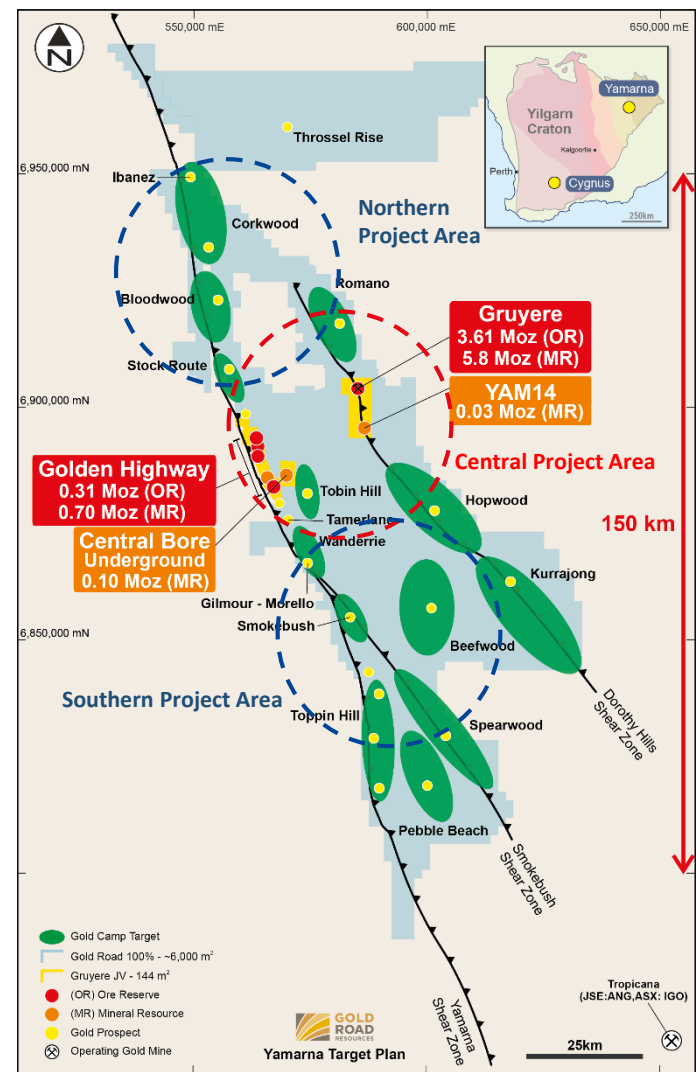 550,000 mE
600,000 mE
650,000 mE
N
Yamarna
Yilgarn
Craton
Kalgoorlie
Perth
Cygnus
250km
Throssel Rise
6,950,000 mN
Ibanez
Corkwood
Northern
Project Area
Bloodwood
Romano
Gruyere
3.61 Moz (OR)
5.8 Moz (MR)
Stock Route
YAM14
0.03 Moz (MR)
6,900,000 mN
Central Project Area
Golden Highway
0.31 Moz (OR)
0.70 Moz (MR)
Tobin Hill
Hopwood
Tamerlane
150 km
Central Bore
Underground
0.10 Moz (MR)
Wanderrie
Kurrajong
Gilmour - Morello
Smokebush
6,850,000 mN
Beefwood
Southern Project Area
Toppin Hill
Spearwood
Dorothy Hills
Shear Zone
Pebble Beach
Smokebush
Shear Zone
Yamarna
Shear Zone
Gold Camp Target
Gold Road 100% - ~6,000 m²
Gruyere JV - 144 m²
(OR) Ore Reserve
(MR) Mineral Resource
Gold Prospect
Operating Gold Mine
GOLD
ROAD
RESOURCES
Yamarna Target Plan
25km
Tropicana
(JSE:ANG,ASX: IGO)